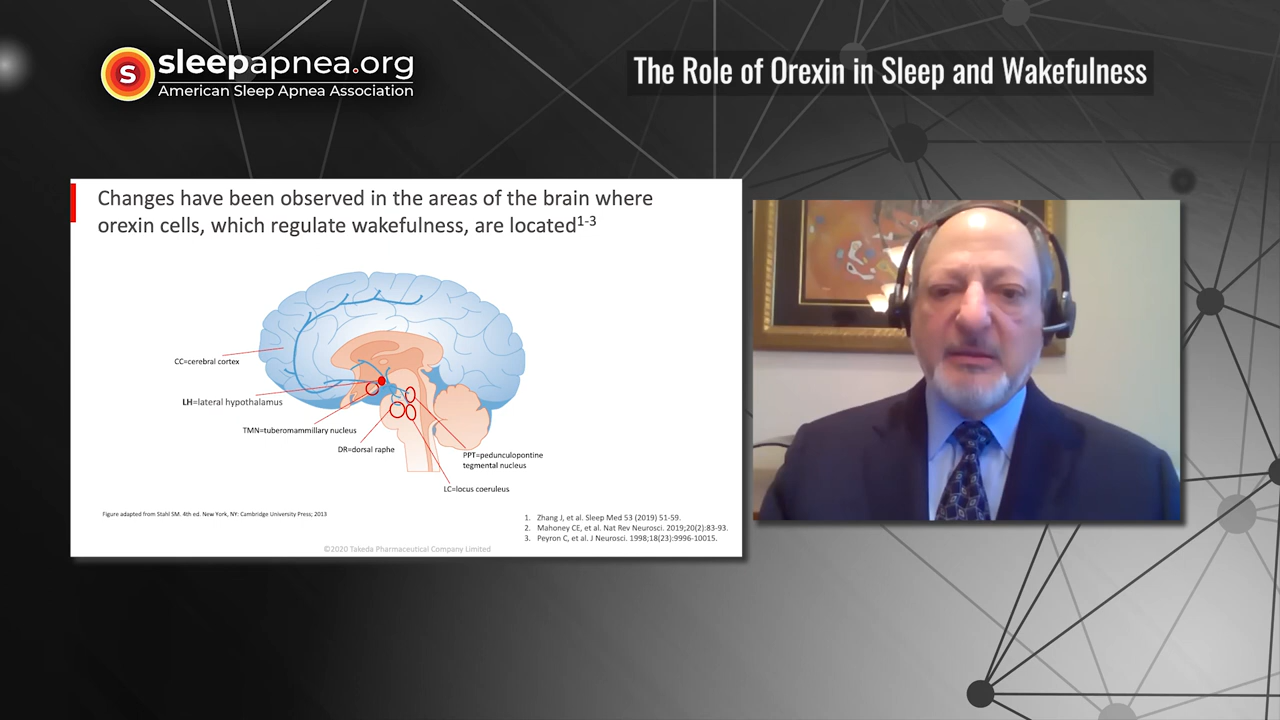 s sleepapnea.org
American Sleep Apnea Association
The Role of Orexin in Sleep and Wakefulness
Changes have been observed in the areas of the brain where
orexin cells, which regulate wakefulness, are located1-3
CC=cerebral cortex
LH=lateral hypothalamus
TMN=tuberomammillary nucleus
DR=dorsal raphe
PPT=pedunculopontine
tegmental nucleus
LC=locus coeruleus
Figure adapted from Stahl SM. 4th ed. New York, NY: Cambridge University Press; 2013
1. Zhang J, et al. Sleep Med 53 (2019) 51-59.
2. Mahoney CE, et al. Nat Rev Neurosci. 2019;20(2):83-93.
3. Peyron C, et al. J Neurosci. 1998;18(23):9996-10015.
©2020 Takeda Pharmaceutical Company Limited